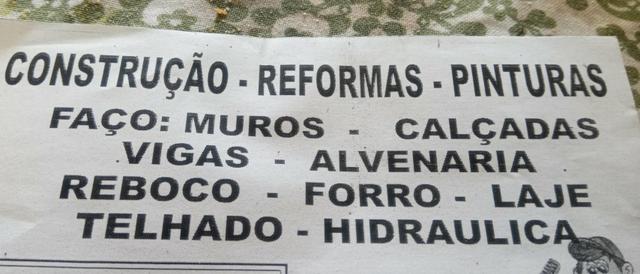 CONSTRUÇÃO - REFORMAS - PINTURAS
FAÇO: MUROS - CALÇADAS
VIGAS - ALVENARIA
REBOCO - FORRO - LAJE
TELHADO - HIDRAULICA